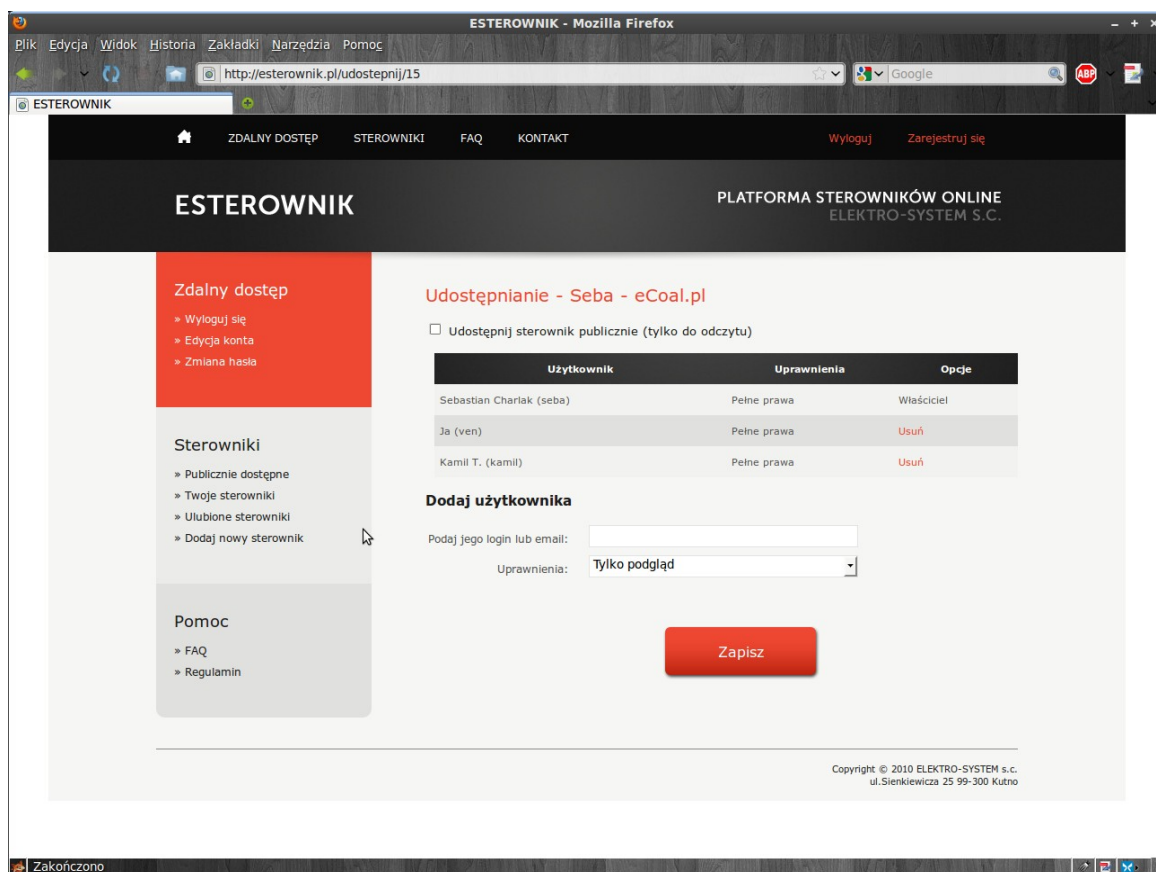 ESTEROWNIK - Mozilla Firefox
Plik Edycja Widok Historia Zakładki Narzędzia Pomoc
http://esterownik.pl/udostepnij/15
Google
ABP
ESTEROWNIK
ZDALNY DOSTĘP STEROWNIKI FAQ KONTAKT Wyloguj Zarejestruj się
ESTEROWNIK
PLATFORMA STEROWNIKÓW ONLINE
ELEKTRO-SYSTEM S.C.
Zdalny dostęp
» Wyloguj się
» Edycja konta
» Zmiana hasła
Sterowniki
» Publicznie dostępne
» Twoje sterowniki
» Ulubione sterowniki
» Dodaj nowy sterownik
Pomoc
» FAQ
» Regulamin
Udostępnianie - Seba - eCoal.pl
Udostępnij sterownik publicznie (tylko do odczytu)
Użytkownik Uprawnienia Opcje
Sebastian Charlak (seba) Pełne prawa Właściciel
Ja (ven) Pełne prawa Usuń
Kamil T. (kamil) Pełne prawa Usuń
Dodaj użytkownika
Podaj jego login lub email:
Uprawnienia: Tylko podgląd
Zapisz
Copyright © 2010 ELEKTRO-SYSTEM s.c.
ul.Sienkiewicza 25 99-300 Kutno
Zakończono